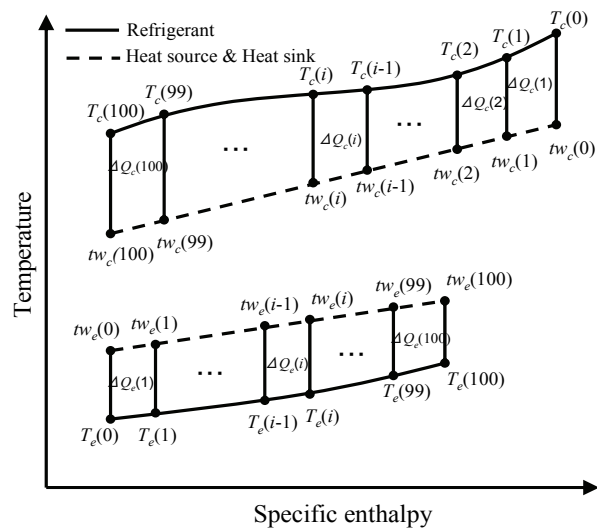 Refrigerant
Heat source & Heat sink
T_c(0)
T_c(1)
T_c(2)
T_c(i-1)
T_c(i)
T_c(99)
T_c(100)
ΔQ_c(100)
...
ΔQ_c(i)
...
ΔQ_c(2)
ΔQ_c(1)
tw_c(0)
tw_c(1)
tw_c(2)
tw_c(i-1)
tw_c(i)
tw_c(99)
tw_c(100)
Temperature
tw_e(0)
tw_e(1)
tw_e(i-1)
tw_e(i)
tw_e(99)
tw_e(100)
ΔQ_e(1)
...
ΔQ_e(i)
...
ΔQ_e(100)
T_e(0)
T_e(1)
T_e(i-1)
T_e(i)
T_e(99)
T_e(100)
Specific enthalpy